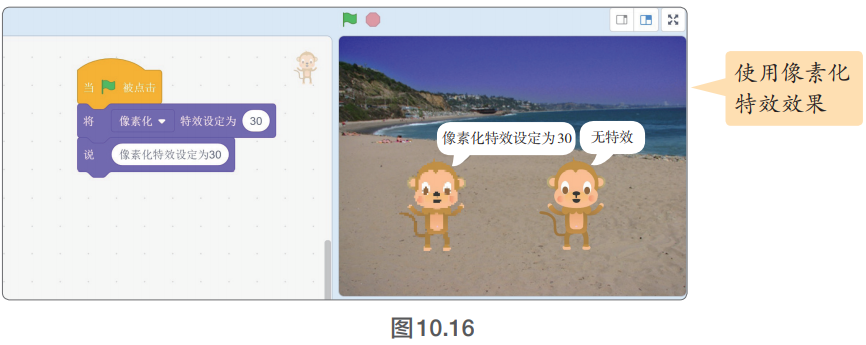 当 被点击
将 像素化 特效设定为 30
说 像素化特效设定为30
像素化特效设定为30
无特效
使用像素化
特效效果
图10.16